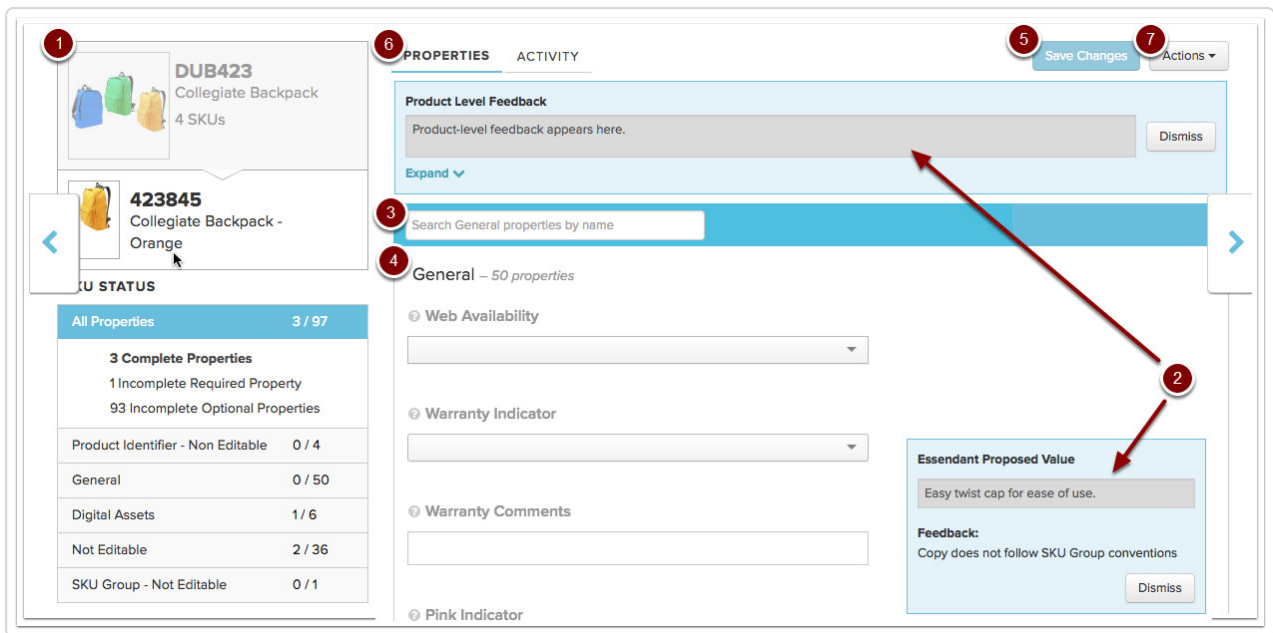 1
DUB423
Collegiate Backpack
4 SKUs
423845
Collegiate Backpack -
Orange
KU STATUS
All Properties 3 / 97
3 Complete Properties
1 Incomplete Required Property
93 Incomplete Optional Properties
Product Identifier - Non Editable 0 / 4
General 0 / 50
Digital Assets 1 / 6
Not Editable 2 / 36
SKU Group - Not Editable 0 / 1
6
PROPERTIES ACTIVITY
5
Save Changes
7
Actions
Product Level Feedback
Product-level feedback appears here.
Dismiss
Expand
3
Search General properties by name
4
General – 50 properties
Web Availability
Warranty Indicator
Warranty Comments
Pink Indicator
2
Essendant Proposed Value
Easy twist cap for ease of use.
Feedback:
Copy does not follow SKU Group conventions
Dismiss